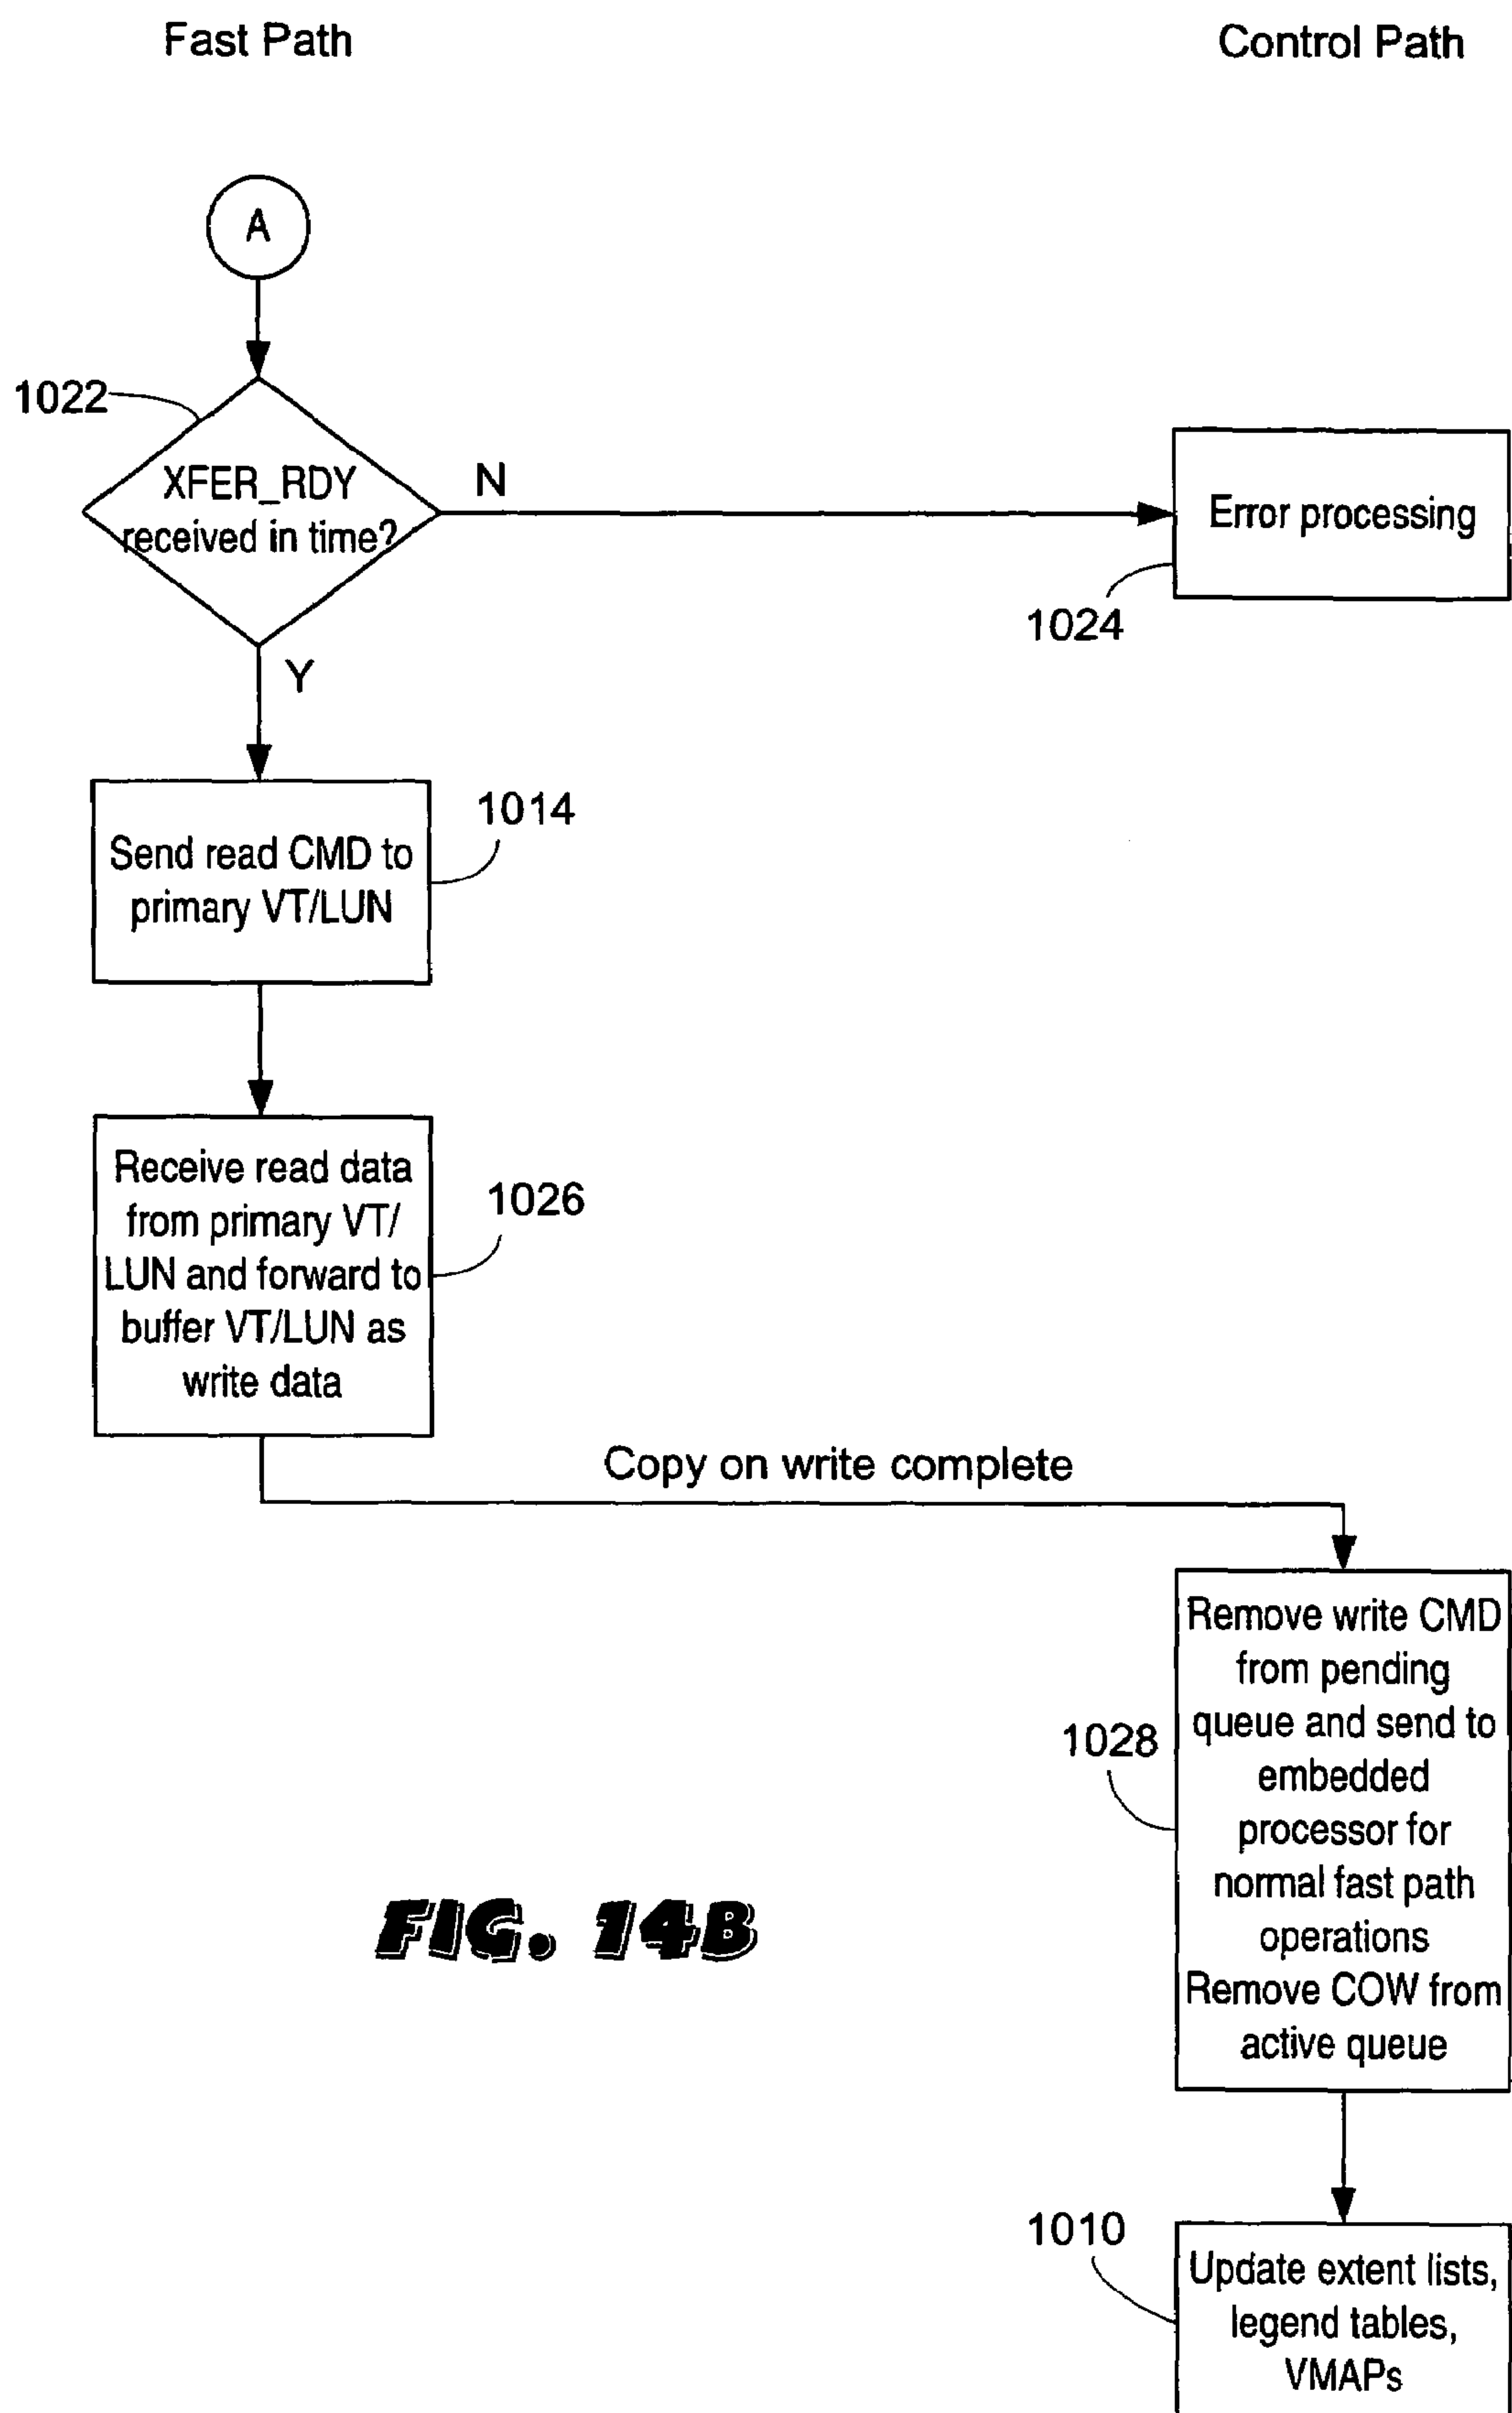 Fast Path
Control Path
A
1022
XFER_RDY
received in time?
N
Error processing
1024
Y
Send read CMD to
primary VT/LUN
1014
Receive read data
from primary VT/
LUN and forward to
buffer VT/LUN as
write data
1026
Copy on write complete
Remove write CMD
from pending
queue and send to
embedded
processor for
normal fast path
operations
Remove COW from
active queue
1028
FIG. 14B
1010
Update extent lists,
legend tables,
VMAPs